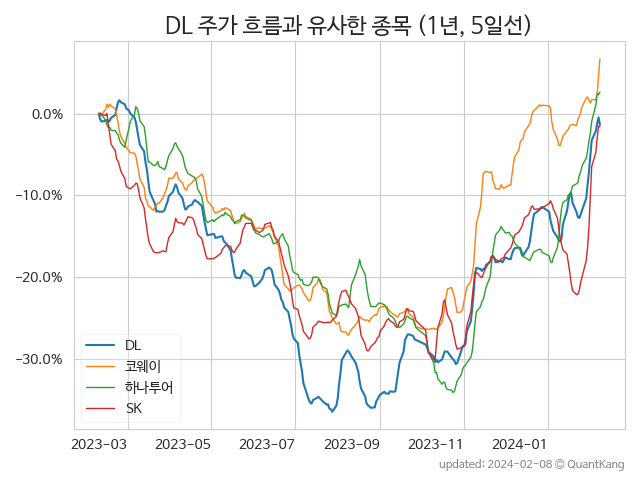 DL 주가 흐름과 유사한 종목 (1년, 5일선)
0.0%
−10.0%
−20.0%
−30.0%
DL
코웨이
하나투어
SK
2023-03 2023-05 2023-07 2023-09 2023-11 2024-01
updated: 2024-02-08 © QuantKang